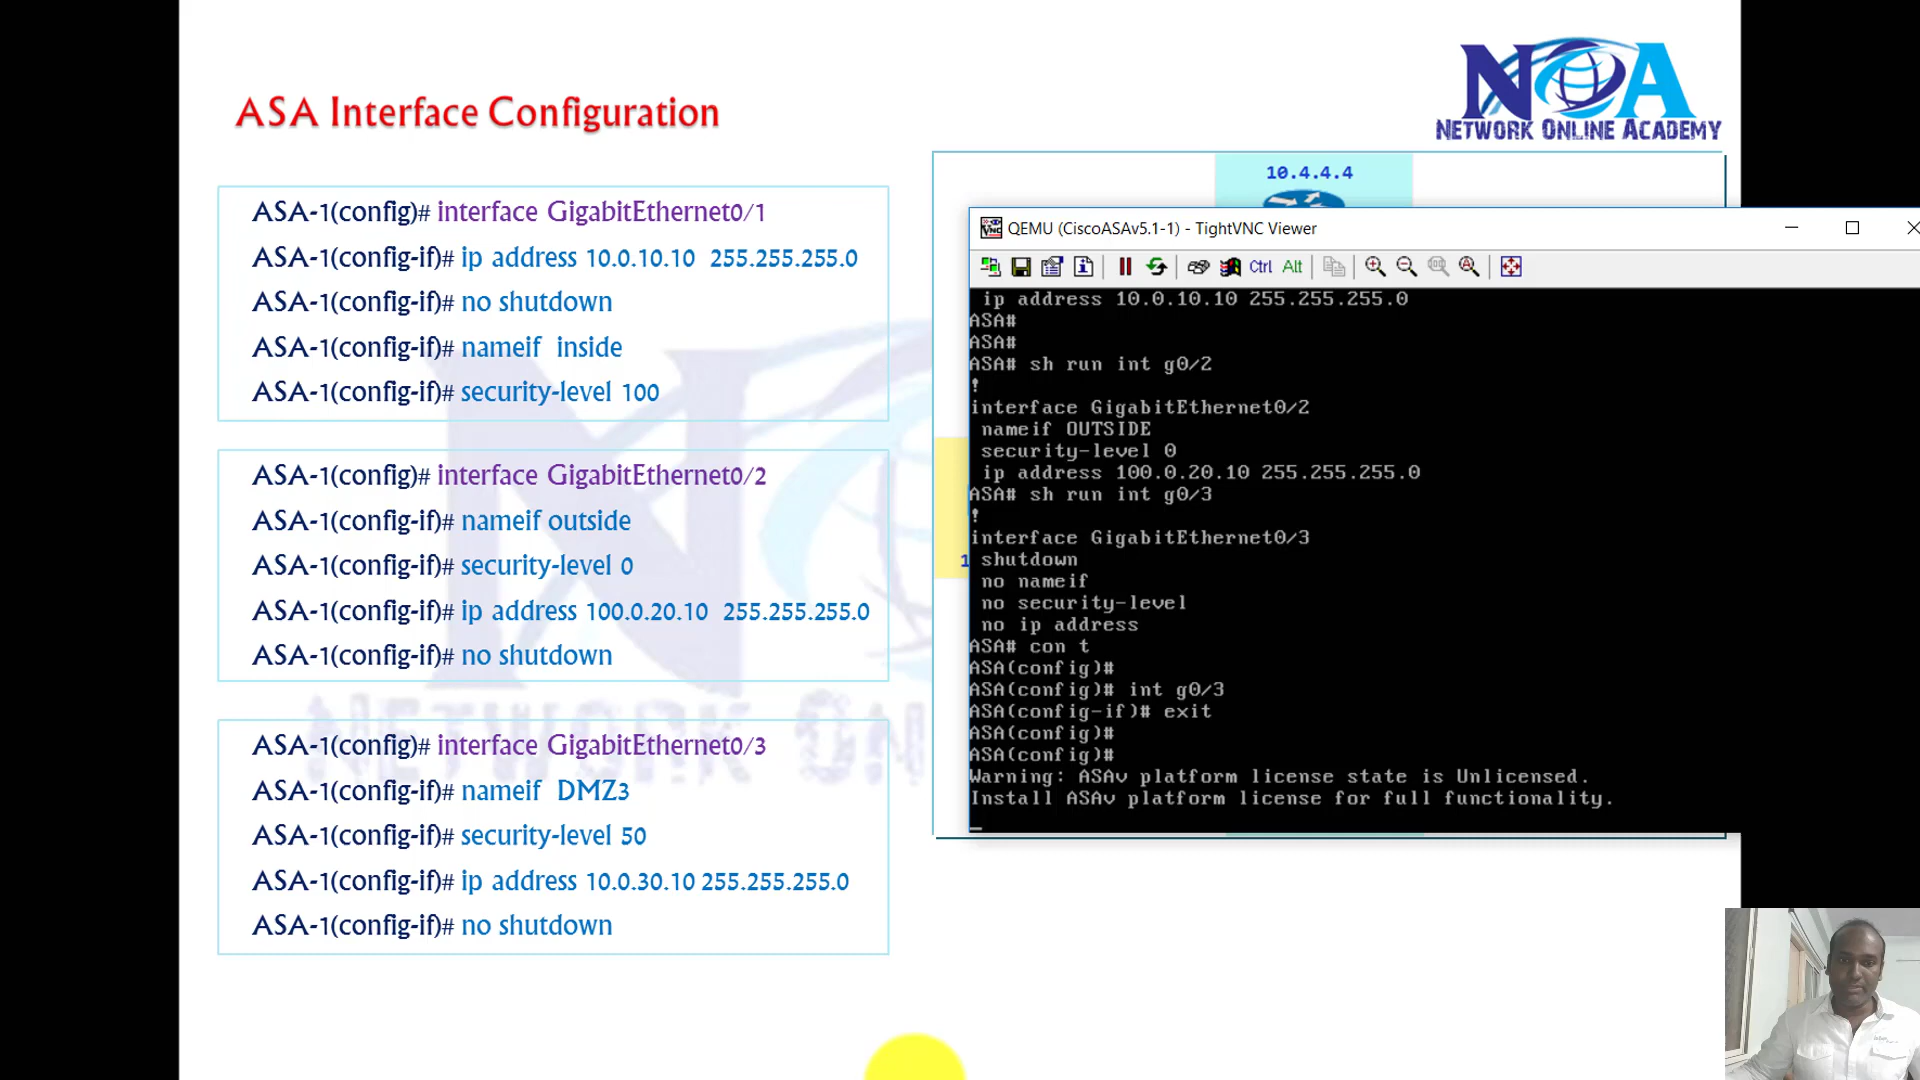 ASA Interface Configuration
NOA
NETWORK ONLINE ACADEMY
ASA-1(config)# interface GigabitEthernet0/1
ASA-1(config-if)# ip address 10.0.10.10 255.255.255.0
ASA-1(config-if)# no shutdown
ASA-1(config-if)# nameif inside
ASA-1(config-if)# security-level 100
ASA-1(config)# interface GigabitEthernet0/2
ASA-1(config-if)# nameif outside
ASA-1(config-if)# security-level 0
ASA-1(config-if)# ip address 100.0.20.10 255.255.255.0
ASA-1(config-if)# no shutdown
ASA-1(config)# interface GigabitEthernet0/3
ASA-1(config-if)# nameif DMZ3
ASA-1(config-if)# security-level 50
ASA-1(config-if)# ip address 10.0.30.10 255.255.255.0
ASA-1(config-if)# no shutdown
NETWORK ON
10.4.4.4
QEMU (CiscoASAv5.1-1) - TightVNC Viewer
Ctrl Alt
ip address 10.0.10.10 255.255.255.0
ASA#
ASA#
ASA# sh run int g0/2
!
interface GigabitEthernet0/2
nameif OUTSIDE
security-level 0
ip address 100.0.20.10 255.255.255.0
ASA# sh run int g0/3
!
interface GigabitEthernet0/3
shutdown
no nameif
no security-level
no ip address
ASA# con t
ASA(config)#
ASA(config)# int g0/3
ASA(config-if)# exit
ASA(config)#
ASA(config)#
Warning: ASAv platform license state is Unlicensed.
Install ASAv platform license for full functionality.